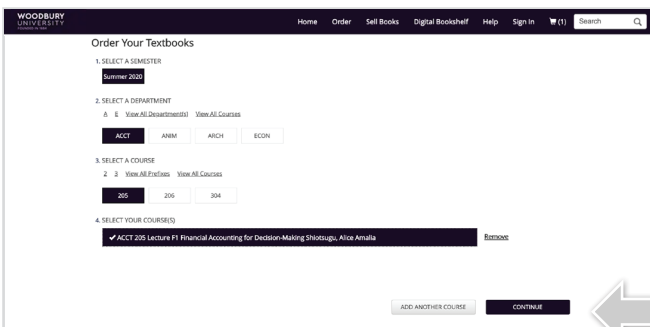 WOODBURY
UNIVERSITY
FOUNDED IN 1884
Home Order Sell Books Digital Bookshelf Help Sign In (1) Search
Order Your Textbooks
1. SELECT A SEMESTER
Summer 2020
2. SELECT A DEPARTMENT
A E View All Department(s) View All Courses
ACCT ANIM ARCH ECON
3. SELECT A COURSE
2 3 View All Prefixes View All Courses
205 206 304
4. SELECT YOUR COURSE(S)
✔ ACCT 205 Lecture F1 Financial Accounting for Decision-Making Shiotsugu, Alice Amalia Remove
ADD ANOTHER COURSE CONTINUE